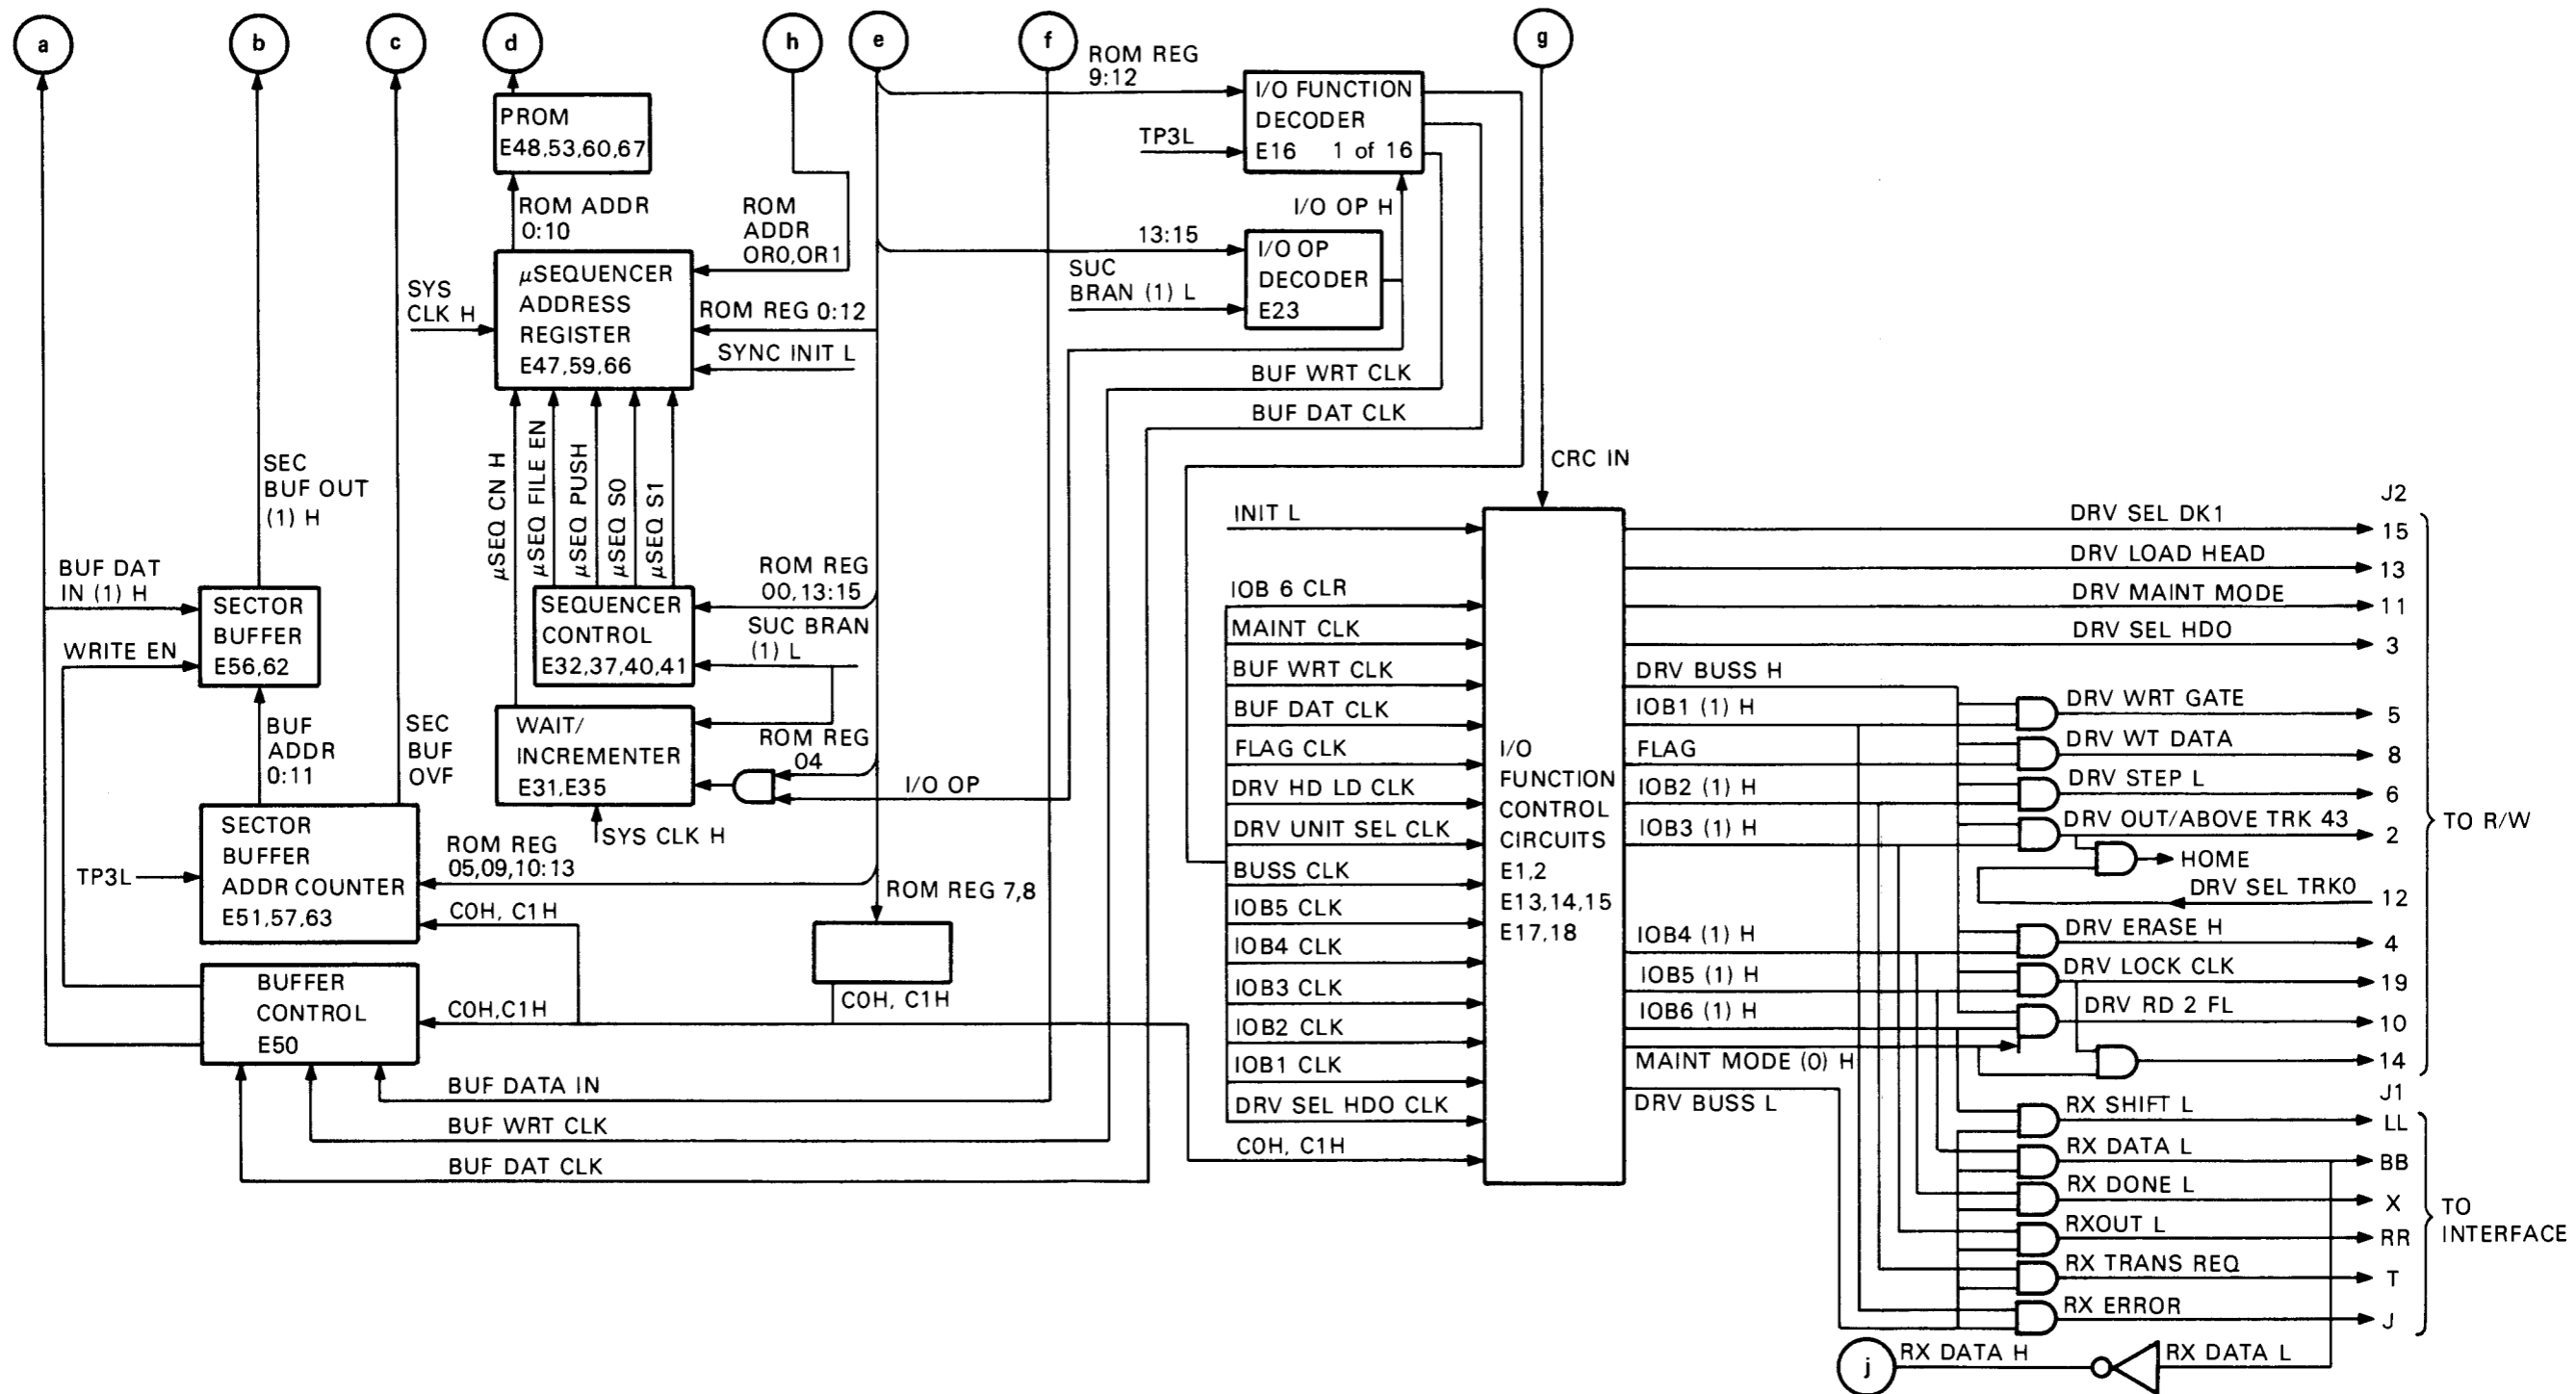 a
b
c
d
h
e
f
g
ROM REG
9:12
TP3L
I/O FUNCTION
DECODER
E16 1 of 16
PROM
E48,53,60,67
ROM ADDR
0:10
ROM
ADDR
OR0,OR1
I/O OP H
13:15
SUC
BRAN (1) L
I/O OP
DECODER
E23
SYS
CLK H
μSEQUENCER
ADDRESS
REGISTER
E47,59,66
ROM REG 0:12
SYNC INIT L
BUF WRT CLK
BUF DAT CLK
μSEQ CN H
μSEQ FILE EN
μSEQ PUSH
μSEQ S0
μSEQ S1
SEC
BUF OUT
(1) H
CRC IN
BUF DAT
IN (1) H
WRITE EN
SECTOR
BUFFER
E56,62
SEQUENCER
CONTROL
E32,37,40,41
ROM REG
00,13:15
SUC BRAN
(1) L
BUF
ADDR
0:11
SEC
BUF
OVF
WAIT/
INCREMENTER
E31,E35
ROM REG
04
I/O OP
SYS CLK H
SECTOR
BUFFER
ADDR COUNTER
E51,57,63
TP3L
ROM REG
05,09,10:13
ROM REG 7,8
C0H, C1H
C0H, C1H
BUFFER
CONTROL
E50
C0H,C1H
BUF DATA IN
BUF WRT CLK
BUF DAT CLK
INIT L
IOB 6 CLR
MAINT CLK
BUF WRT CLK
BUF DAT CLK
FLAG CLK
DRV HD LD CLK
DRV UNIT SEL CLK
BUSS CLK
IOB5 CLK
IOB4 CLK
IOB3 CLK
IOB2 CLK
IOB1 CLK
DRV SEL HDO CLK
C0H, C1H
I/O
FUNCTION
CONTROL
CIRCUITS
E1,2
E13,14,15
E17,18
J2
DRV SEL DK1
15
DRV LOAD HEAD
13
DRV MAINT MODE
11
DRV SEL HDO
3
DRV BUSS H
IOB1 (1) H
DRV WRT GATE
5
FLAG
DRV WT DATA
8
IOB2 (1) H
DRV STEP L
6
IOB3 (1) H
DRV OUT/ABOVE TRK 43
2
TO R/W
HOME
DRV SEL TRKO
12
IOB4 (1) H
DRV ERASE H
4
IOB5 (1) H
DRV LOCK CLK
19
IOB6 (1) H
DRV RD 2 FL
10
MAINT MODE (0) H
14
J1
DRV BUSS L
RX SHIFT L
LL
RX DATA L
BB
RX DONE L
X
RXOUT L
RR
TO
INTERFACE
RX TRANS REQ
T
RX ERROR
J
j
RX DATA H
RX DATA L